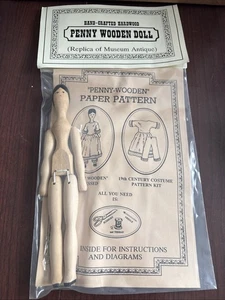 HAND-CRAFTED HARDWOOD
PENNY WOODEN DOLL
(Replica of Museum Antique)
"PENNY-WOODEN"
PAPER PATTERN
WOODEN"
19th CENTURY COSTUME
PATTERN KIT
ALL YOU NEED
IS:
INSIDE FOR INSTRUCTIONS
AND DIAGRAMS